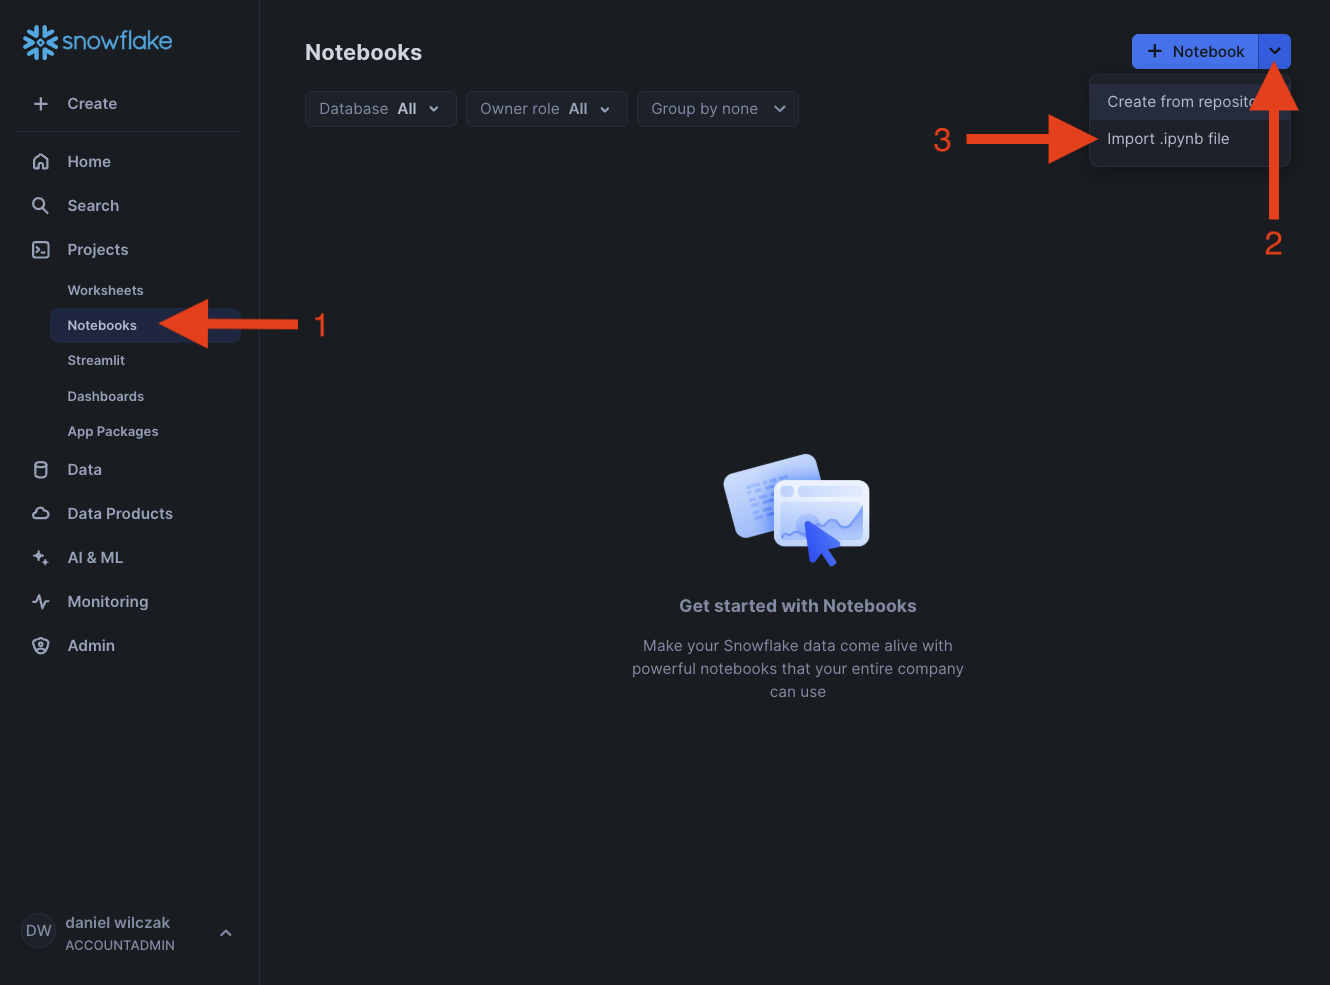 snowflake
Create
Home
Search
Projects
Worksheets
Notebooks
Streamlit
Dashboards
App Packages
Data
Data Products
AI & ML
Monitoring
Admin
DW
daniel wilczak
ACCOUNTADMIN
Notebooks
Notebook
Database All
Owner role All
Group by none
Create from reposito
Import .ipynb file
1
2
3
Get started with Notebooks
Make your Snowflake data come alive with
powerful notebooks that your entire company
can use